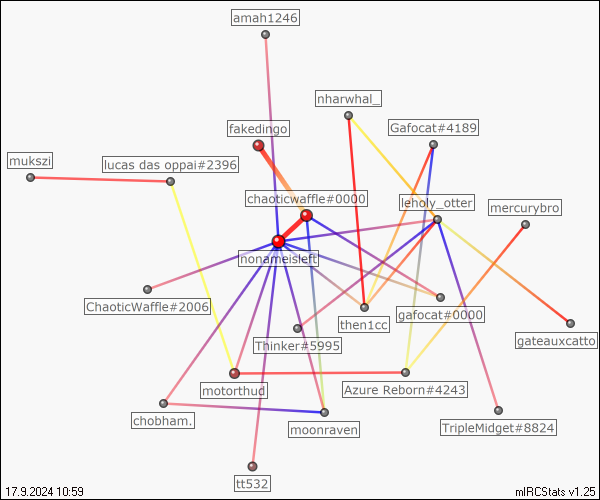 amah1246
nharwhal_
fakedingo
Gafocat#4189
mukszi
lucas das oppai#2396
chaoticwaffle#0000
leholy_otter
mercurybro
nonameisleft
ChaoticWaffle#2006
then1cc
gafocat#0000
Thinker#5995
gateauxcatto
motorthud
Azure Reborn#4243
chobham.
moonraven
TripleMidget#8824
tt532
17.9.2024 10:59
mIRCStats v1.25